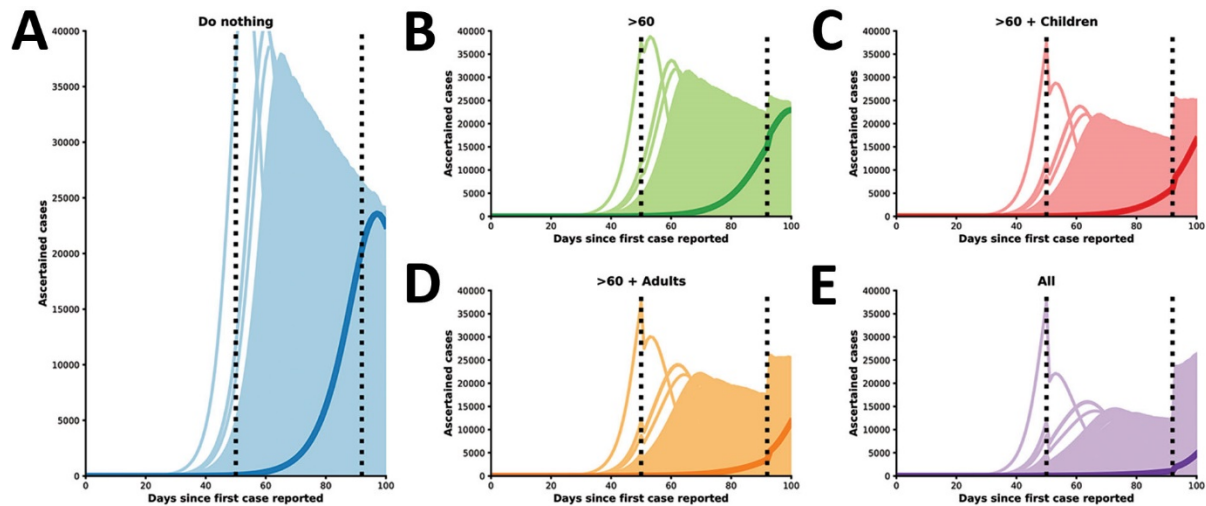 A
Do nothing
40000
35000
30000
25000
20000
15000
10000
5000
0
Ascertained cases
0 20 40 60 80 100
Days since first case reported
B
>60
40000
35000
30000
25000
20000
15000
10000
5000
0
Ascertained cases
0 20 40 60 80 100
Days since first case reported
C
>60 + Children
40000
35000
30000
25000
20000
15000
10000
5000
0
Ascertained cases
0 20 40 60 80 100
Days since first case reported
D
>60 + Adults
40000
35000
30000
25000
20000
15000
10000
5000
0
Ascertained cases
0 20 40 60 80 100
Days since first case reported
E
All
40000
35000
30000
25000
20000
15000
10000
5000
0
Ascertained cases
0 20 40 60 80 100
Days since first case reported